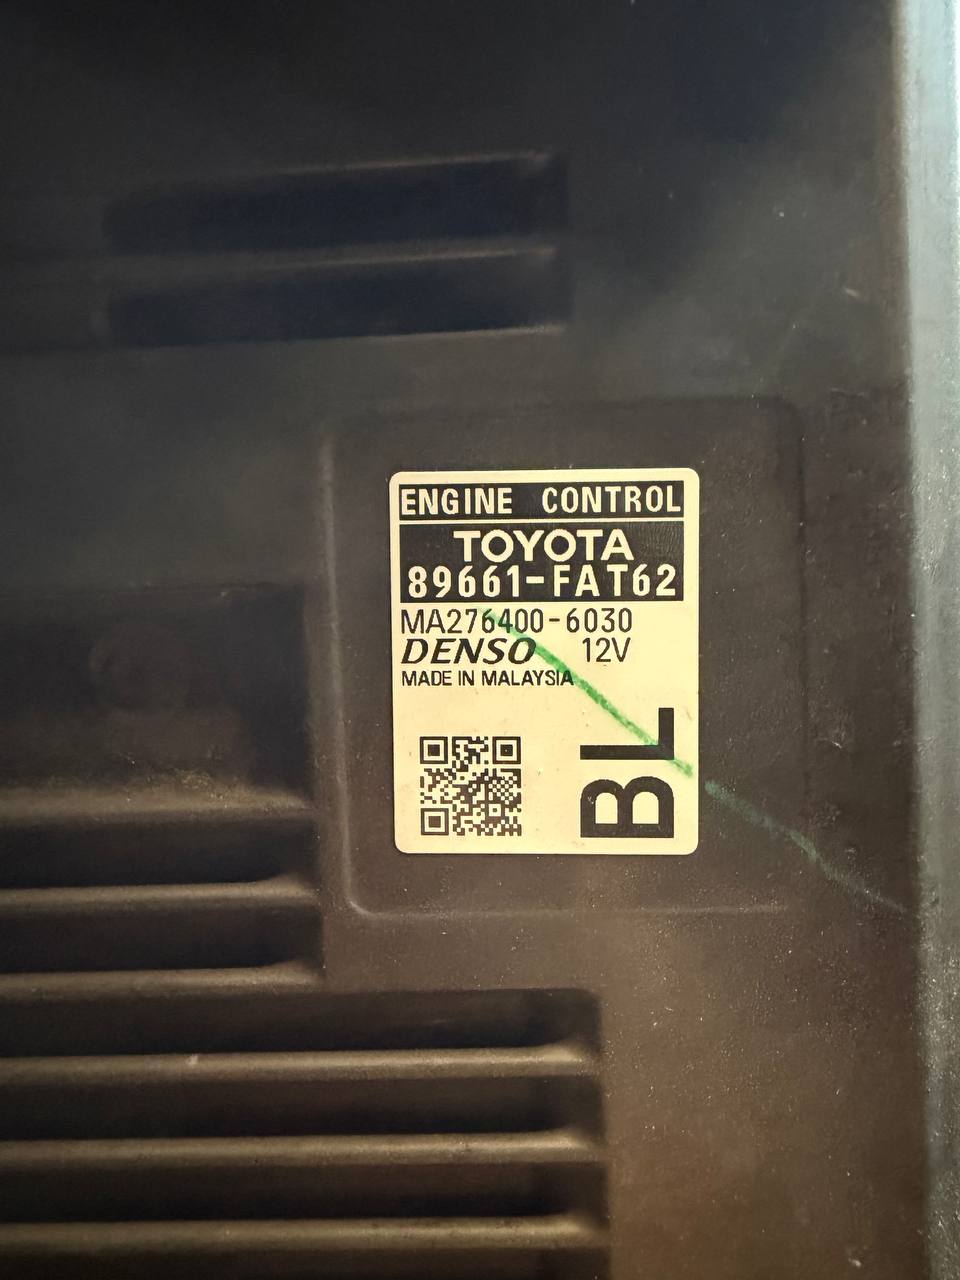 ENGINE CONTROL
TOYOTA
89661-FAT62
MA276400-6030
DENSO 12V
MADE IN MALAYSIA
BL